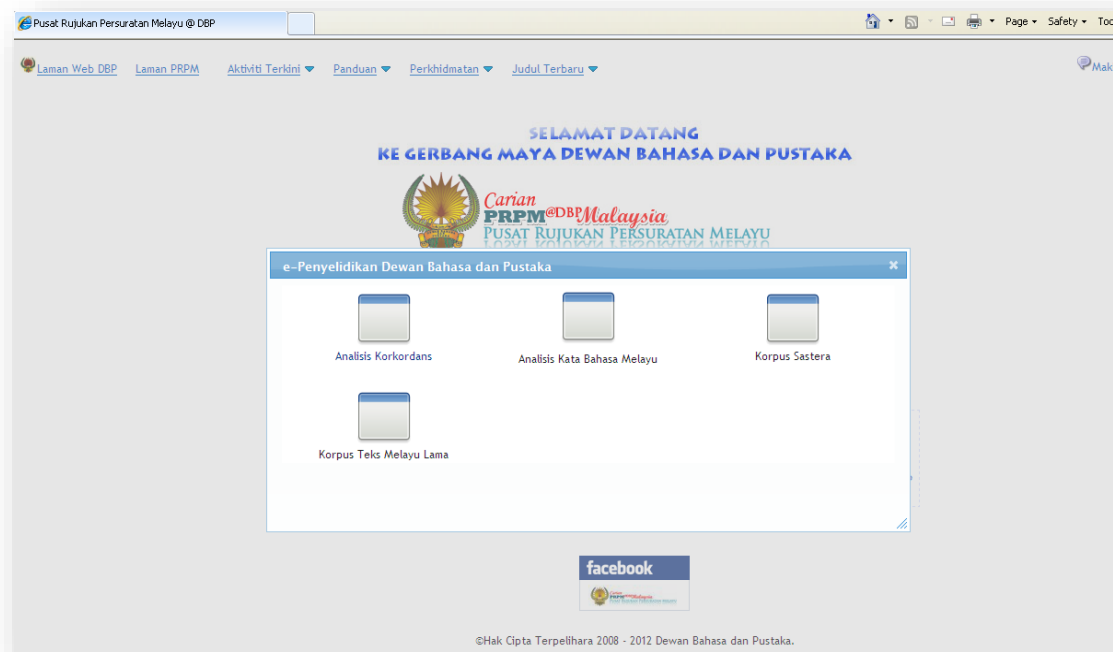 Pusat Rujukan Persuratan Melayu @ DBP
Page Safety
Laman Web DBP Laman PRPM Aktiviti Terkini Panduan Perkhidmatan Judul Terbaru
SELAMAT DATANG
KE GERBANG MAYA DEWAN BAHASA DAN PUSTAKA
Carian
PRPM@DBP Malaysia
PUSAT RUJUKAN PERSURATAN MELAYU
e-Penyelidikan Dewan Bahasa dan Pustaka
Analisis Korkordans Analisis Kata Bahasa Melayu Korpus Sastera
Korpus Teks Melayu Lama
facebook
©Hak Cipta Terpelihara 2008 - 2012 Dewan Bahasa dan Pustaka.